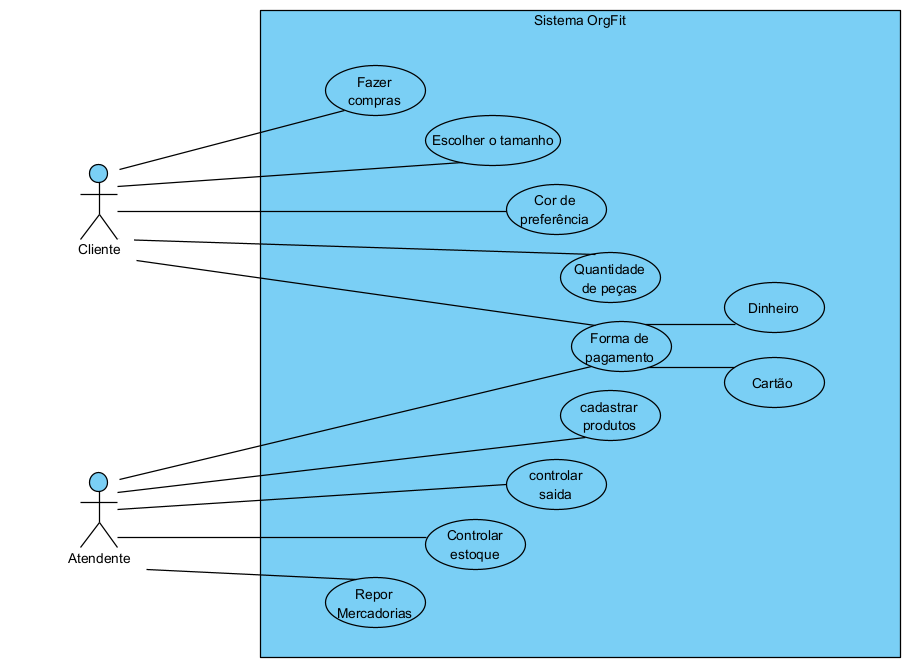 Sistema OrgFit
Fazer
compras
Escolher o tamanho
Cor de
preferência
Cliente
Quantidade
de peças
Dinheiro
Forma de
pagamento
Cartão
cadastrar
produtos
controlar
saida
Controlar
estoque
Atendente
Repor
Mercadorias